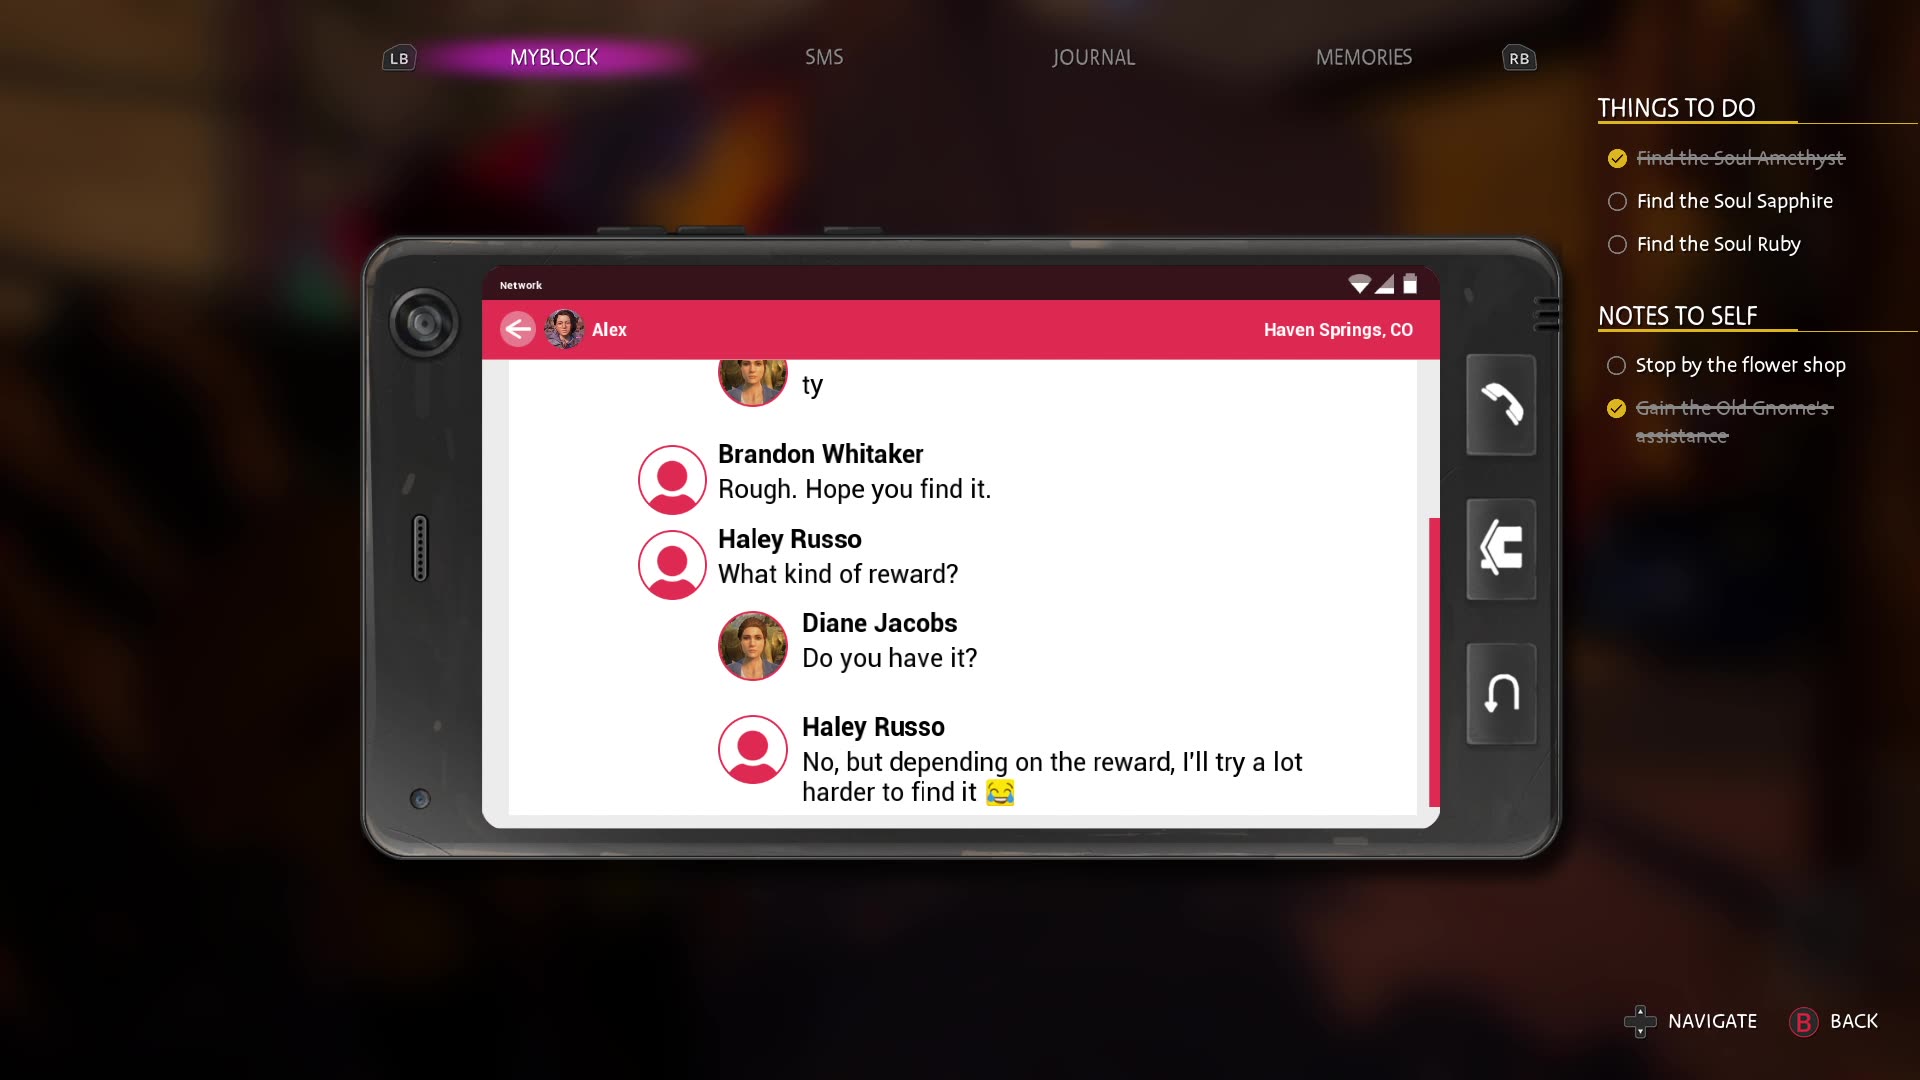 LB
MYBLOCK
SMS
JOURNAL
MEMORIES
RB
THINGS TO DO
Find the Soul Amethyst
Find the Soul Sapphire
Find the Soul Ruby
NOTES TO SELF
Stop by the flower shop
Gain the Old Gnome's
assistance
Network
Alex
Haven Springs, CO
ty
Brandon Whitaker
Rough. Hope you find it.
Haley Russo
What kind of reward?
Diane Jacobs
Do you have it?
Haley Russo
No, but depending on the reward, I'll try a lot
harder to find it 😂
NAVIGATE
B BACK